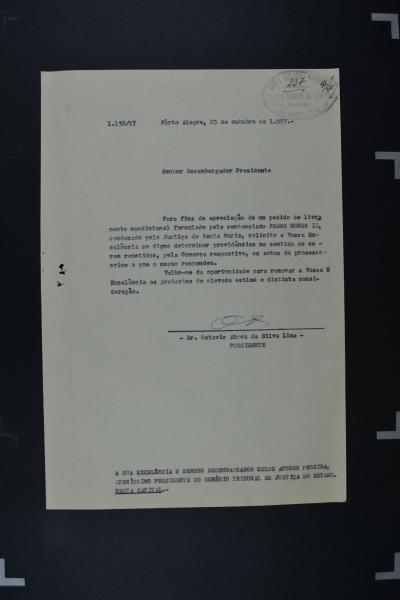 237
1.138/57 Pôrto Alegre, 25 de outubro de 1.957.-
Senhor Desembargador Presidente
Para fins de apreciação de um pedido de livra
mento condicional formulado pelo sentenciado PEDRO NUNES II,
condenado pela Justiça de Santa Maria, solicito a Vossa Ex-
celência se digne determinar providências no sentido de se-
rem remetidos, pela Comarca respectiva, os autos do processo-
crime a que o mesmo respondeu.
Valho-me da oportunidade para renovar a Vossa E
Excelência os protestos de elevada estima e distinta consi-
deração.
- Dr. Octavio Abreu da Silva Lima -
PRESIDENTE
A SUA EXCELÊNCIA O SENHOR DESEMBARGADOR CELSO AFONSO PEREIRA,
DIGNÍSSIMO PRESIDENTE DO EGRÉGIO TRIBUNAL DE JUSTIÇA DO ESTADO.
NESTA CAPITAL.-